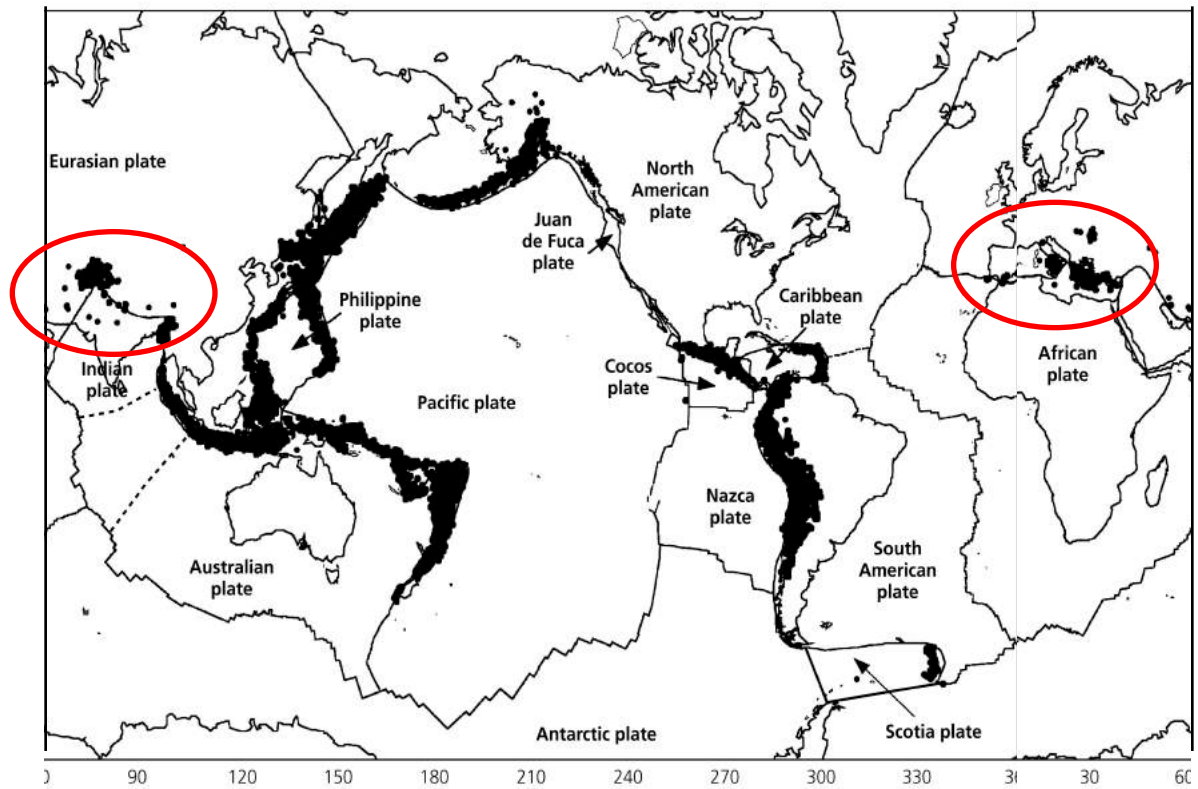 Eurasian plate
North
American
plate
Juan
de Fuca
plate
Philippine
plate
Caribbean
plate
Indian
plate
Cocos
plate
African
plate
Pacific plate
Nazca
plate
South
American
plate
Australian
plate
Antarctic plate
Scotia plate
90 120 150 180 210 240 270 300 330 30